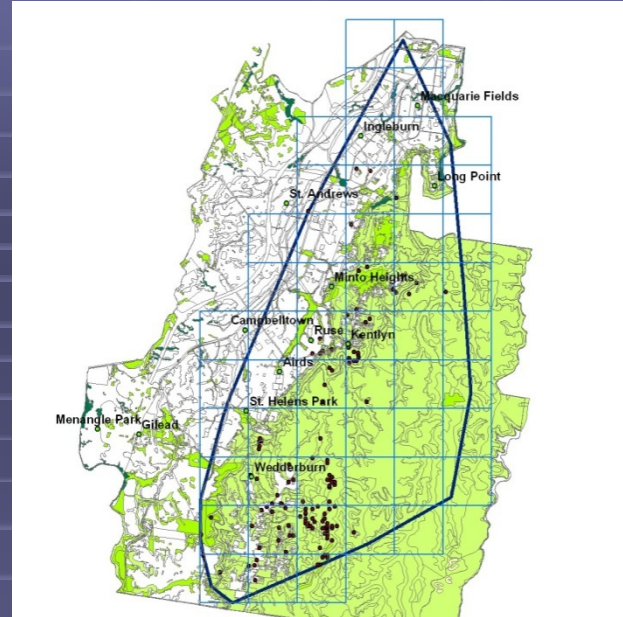 Macquarie Fields
Ingleburn
Long Point
St. Andrews
Minto Heights
Campbelltown
Ruse
Kentlyn
Airds
St. Helens Park
Menangle Park
Gilead
Wedderburn